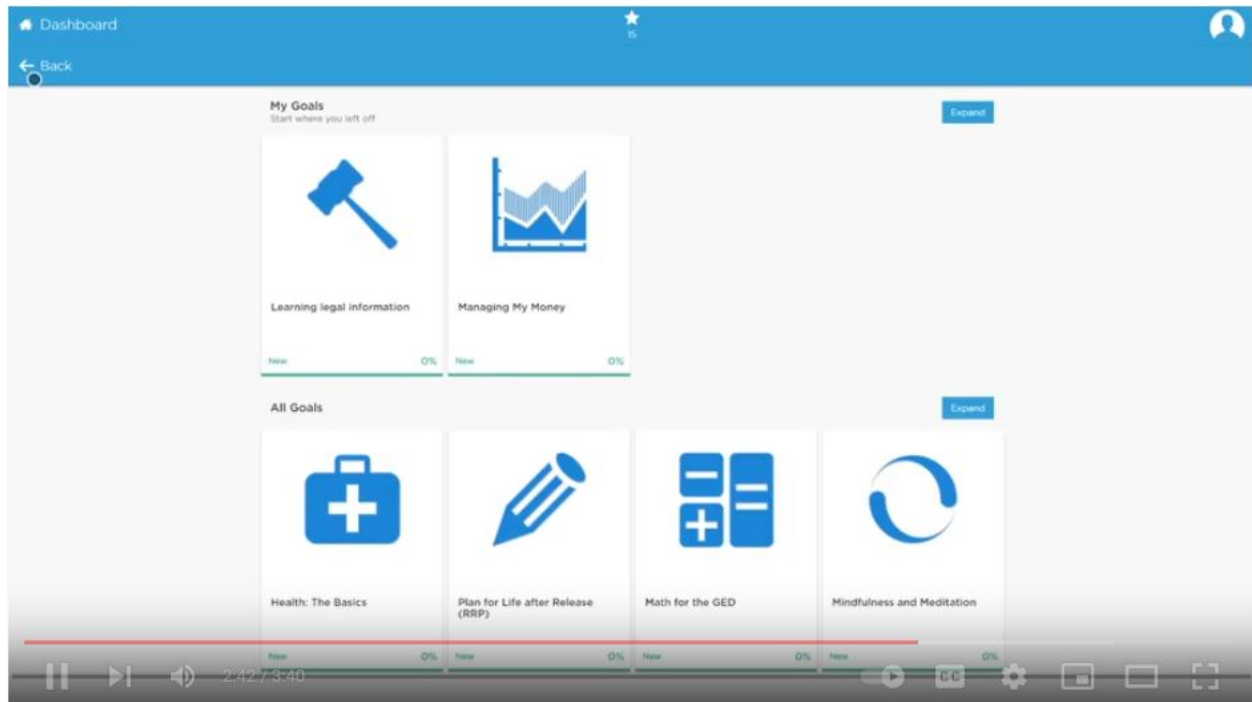 Dashboard
15
Back
My Goals
Start where you left off
Expand
Learning legal information
Managing My Money
New 0%
New 0%
All Goals
Expand
Health: The Basics
Plan for Life after Release
(RRP)
Math for the GED
Mindfulness and Meditation
New 0%
New 0%
New 0%
New 0%
2:42 / 3:40
CC